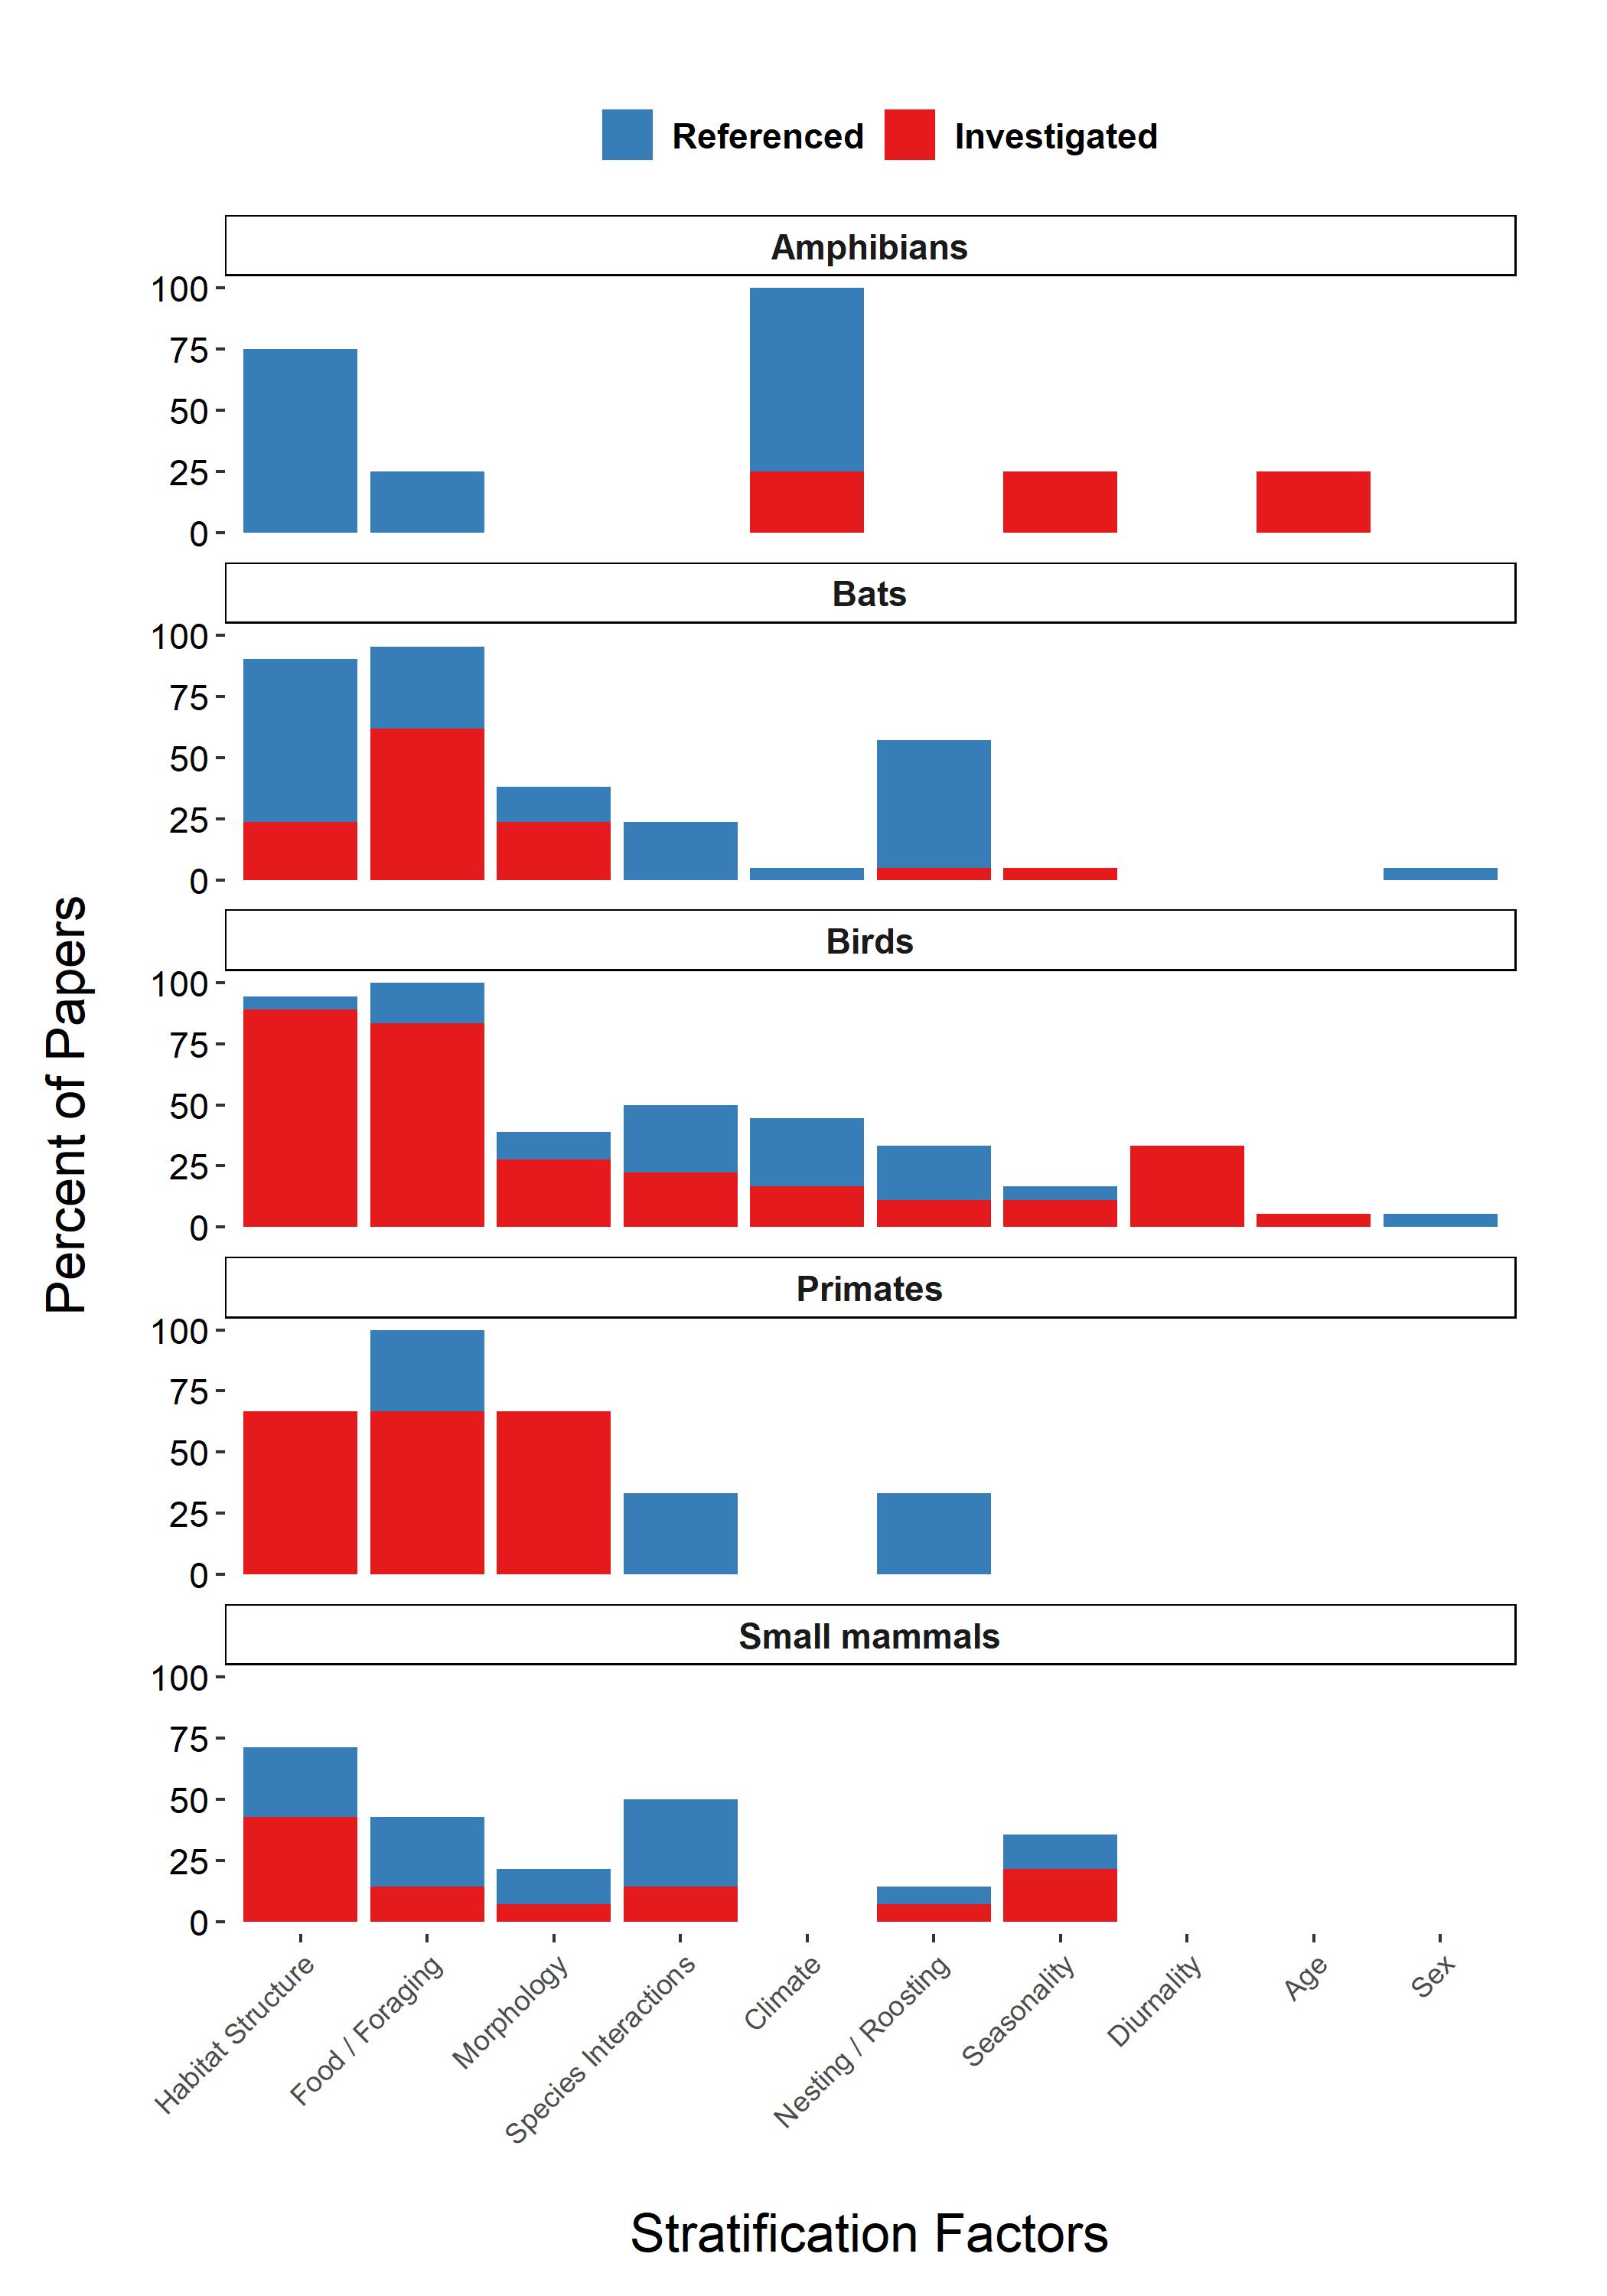 Referenced Investigated
Amphibians
100
75
50
25
0
Bats
100
75
50
25
0
Birds
100
75
50
25
0
Primates
100
75
50
25
0
Small mammals
100
75
50
25
0
Percent of Papers
Habitat Structure
Food / Foraging
Morphology
Species Interactions
Climate
Nesting / Roosting
Seasonality
Diurnality
Age
Sex
Stratification Factors